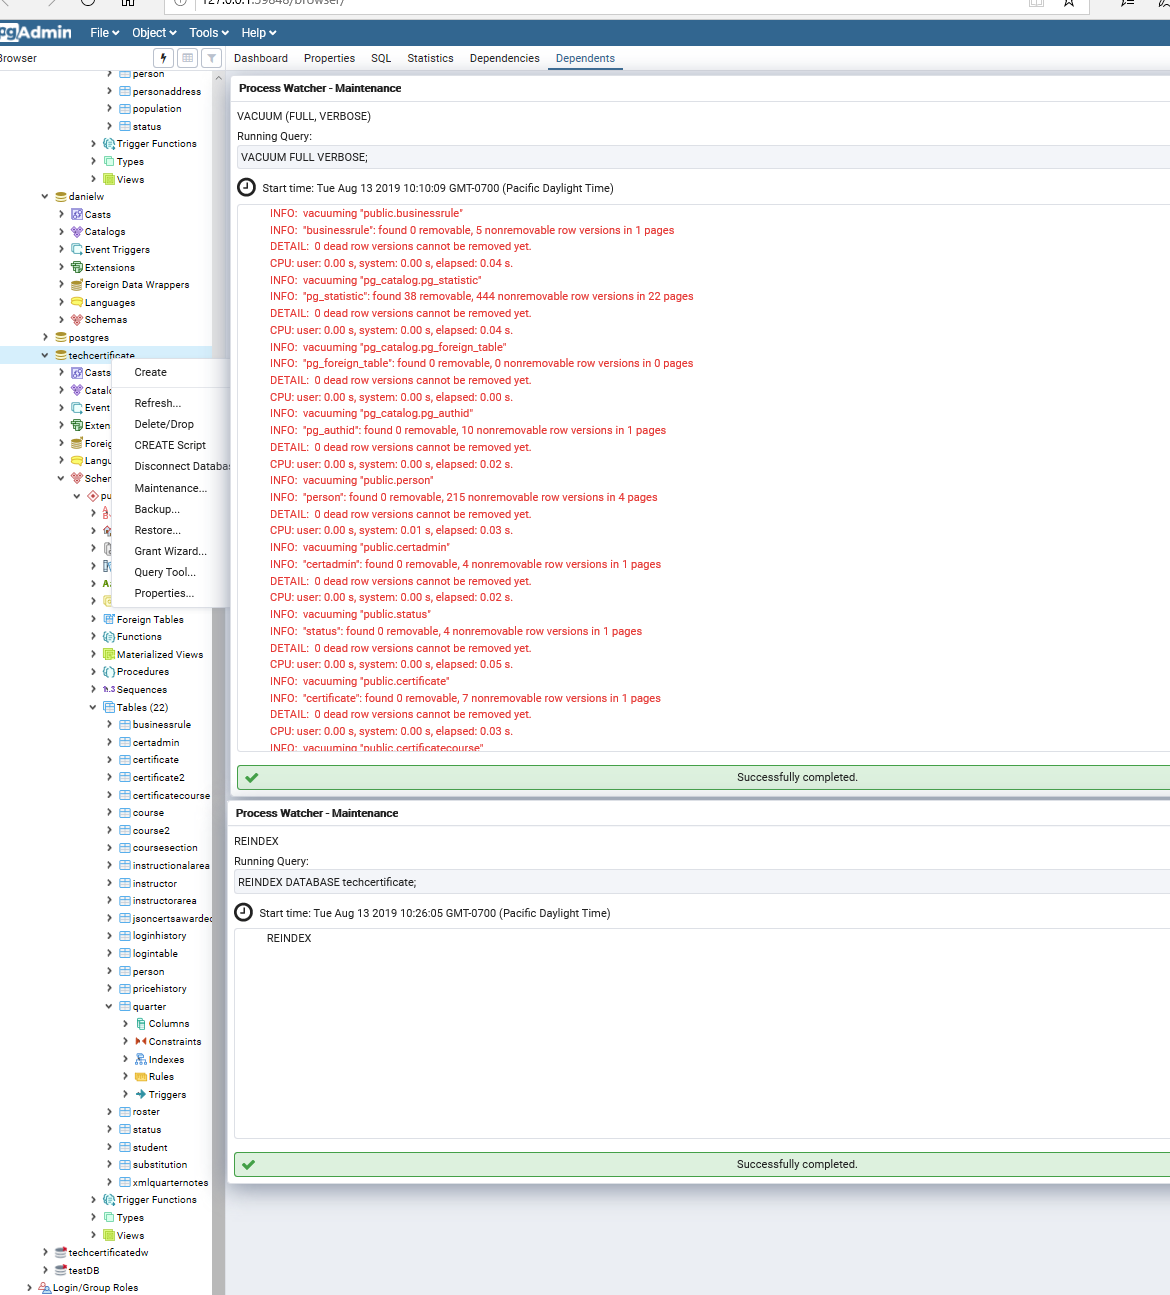 127.0.0.1:59848/browser/
pgAdmin
File
Object
Tools
Help
Browser
Dashboard
Properties
SQL
Statistics
Dependencies
Dependents
person
personaddress
population
status
Trigger Functions
Types
Views
danielw
Casts
Catalogs
Event Triggers
Extensions
Foreign Data Wrappers
Languages
Schemas
postgres
techcertificate
Casts
Catalo
Event
Exten
Foreig
Langu
Schem
pu
Foreign Tables
Functions
Materialized Views
Procedures
1..3 Sequences
Tables (22)
businessrule
certadmin
certificate
certificate2
certificatecourse
course
course2
coursesection
instructionalarea
instructor
instructorarea
jsoncertsawarded
loginhistory
logintable
person
pricehistory
quarter
Columns
Constraints
Indexes
Rules
Triggers
roster
status
student
substitution
xmlquarternotes
Trigger Functions
Types
Views
techcertificatedw
testDB
Login/Group Roles
Create
Refresh...
Delete/Drop
CREATE Script
Disconnect Databas
Maintenance...
Backup...
Restore...
Grant Wizard...
Query Tool...
Properties...
Process Watcher - Maintenance
VACUUM (FULL, VERBOSE)
Running Query:
VACUUM FULL VERBOSE;
Start time: Tue Aug 13 2019 10:10:09 GMT-0700 (Pacific Daylight Time)
INFO:  vacuuming "public.businessrule"
INFO:  "businessrule": found 0 removable, 5 nonremovable row versions in 1 pages
DETAIL:  0 dead row versions cannot be removed yet.
CPU: user: 0.00 s, system: 0.00 s, elapsed: 0.04 s.
INFO:  vacuuming "pg_catalog.pg_statistic"
INFO:  "pg_statistic": found 38 removable, 444 nonremovable row versions in 22 pages
DETAIL:  0 dead row versions cannot be removed yet.
CPU: user: 0.00 s, system: 0.00 s, elapsed: 0.04 s.
INFO:  vacuuming "pg_catalog.pg_foreign_table"
INFO:  "pg_foreign_table": found 0 removable, 0 nonremovable row versions in 0 pages
DETAIL:  0 dead row versions cannot be removed yet.
CPU: user: 0.00 s, system: 0.00 s, elapsed: 0.00 s.
INFO:  vacuuming "pg_catalog.pg_authid"
INFO:  "pg_authid": found 0 removable, 10 nonremovable row versions in 1 pages
DETAIL:  0 dead row versions cannot be removed yet.
CPU: user: 0.00 s, system: 0.00 s, elapsed: 0.02 s.
INFO:  vacuuming "public.person"
INFO:  "person": found 0 removable, 215 nonremovable row versions in 4 pages
DETAIL:  0 dead row versions cannot be removed yet.
CPU: user: 0.00 s, system: 0.01 s, elapsed: 0.03 s.
INFO:  vacuuming "public.certadmin"
INFO:  "certadmin": found 0 removable, 4 nonremovable row versions in 1 pages
DETAIL:  0 dead row versions cannot be removed yet.
CPU: user: 0.00 s, system: 0.00 s, elapsed: 0.02 s.
INFO:  vacuuming "public.status"
INFO:  "status": found 0 removable, 4 nonremovable row versions in 1 pages
DETAIL:  0 dead row versions cannot be removed yet.
CPU: user: 0.00 s, system: 0.00 s, elapsed: 0.05 s.
INFO:  vacuuming "public.certificate"
INFO:  "certificate": found 0 removable, 7 nonremovable row versions in 1 pages
DETAIL:  0 dead row versions cannot be removed yet.
CPU: user: 0.00 s, system: 0.00 s, elapsed: 0.03 s.
INFO:  vacuuming "public.certificatecourse"
Successfully completed.
Process Watcher - Maintenance
REINDEX
Running Query:
REINDEX DATABASE techcertificate;
Start time: Tue Aug 13 2019 10:26:05 GMT-0700 (Pacific Daylight Time)
REINDEX
Successfully completed.